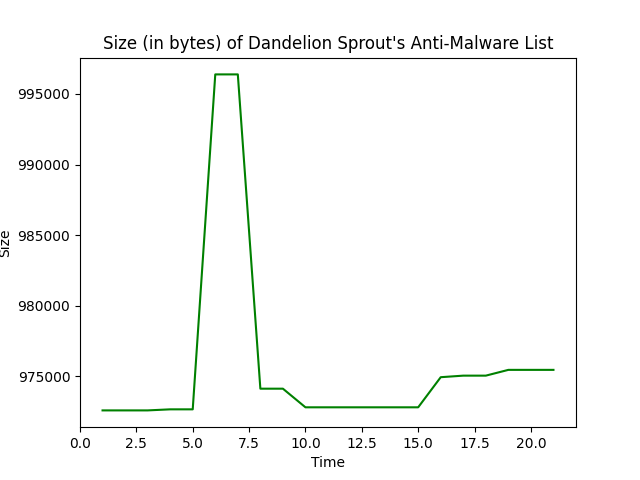 Size (in bytes) of Dandelion Sprout's Anti-Malware List
995000
990000
985000
980000
975000
Size
0.0 2.5 5.0 7.5 10.0 12.5 15.0 17.5 20.0
Time